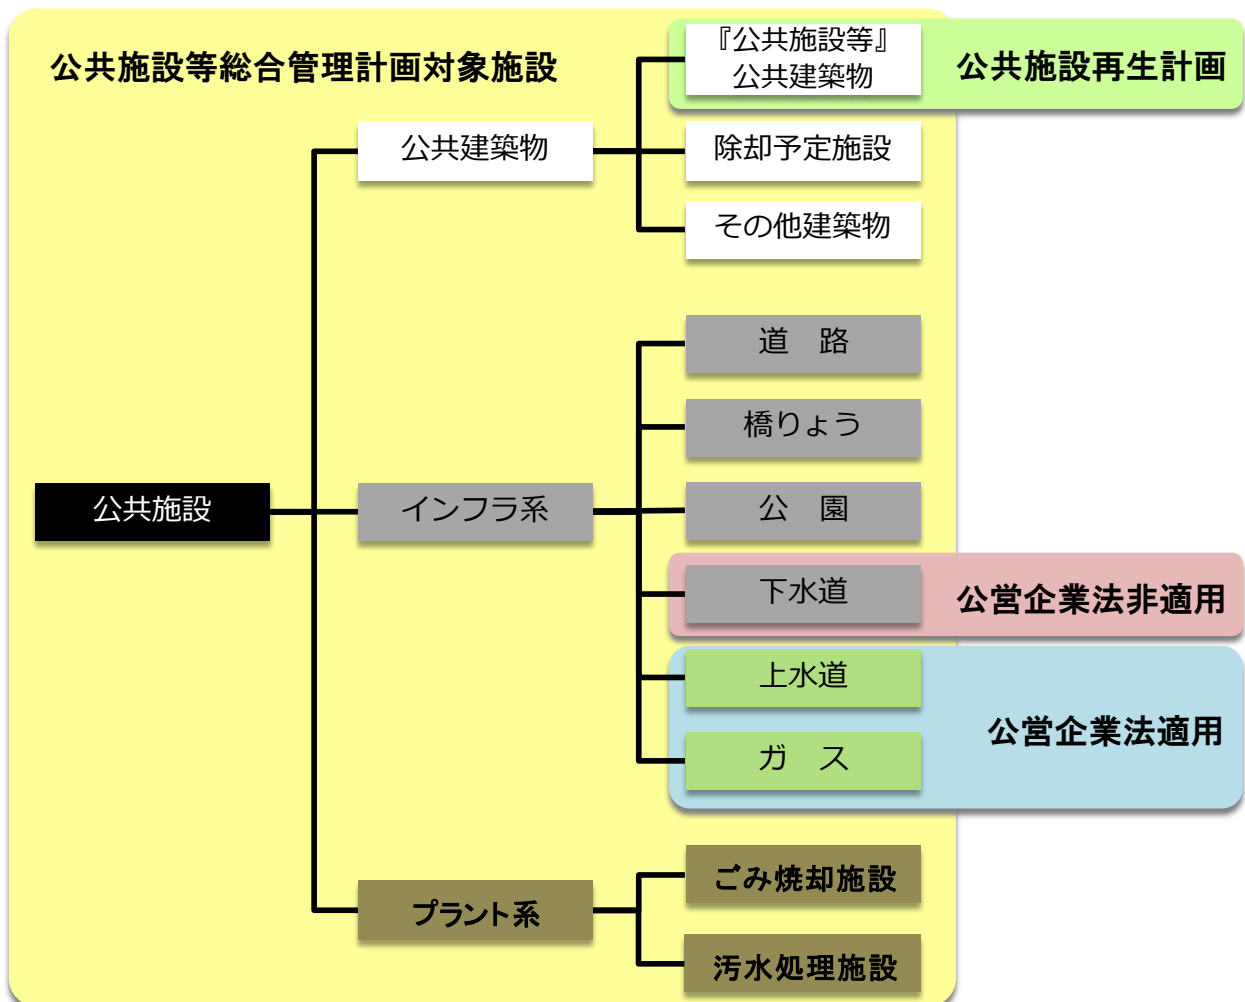 公共施設等総合管理計画対象施設
『公共施設等』
公共建築物
公共施設再生計画
公共建築物
除却予定施設
その他建築物
道　路
橋りょう
公共施設
インフラ系
公　園
下水道
公営企業法非適用
上水道
公営企業法適用
ガ　ス
プラント系
ごみ焼却施設
汚水処理施設